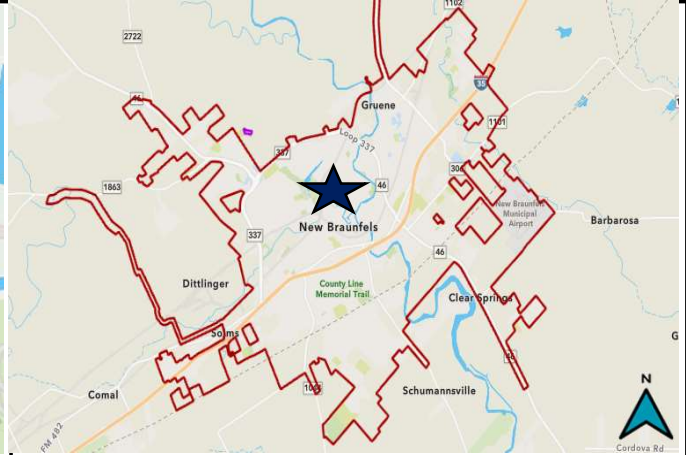 1102
2722
35
46
Gruene
1101
Loop 337
337
306
1863
46
New Braunfels
Municipal
Airport
Barbarosa
New Braunfels
337
46
Dittlinger
County Line
Memorial Trail
Clear Springs
Solms
46
Comal
Schumannsville
N
FM 482
Cordova Rd